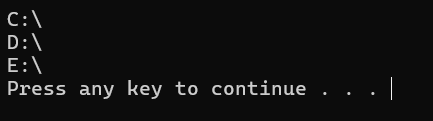 C:\
D:\
E:\
Press any key to continue . . .